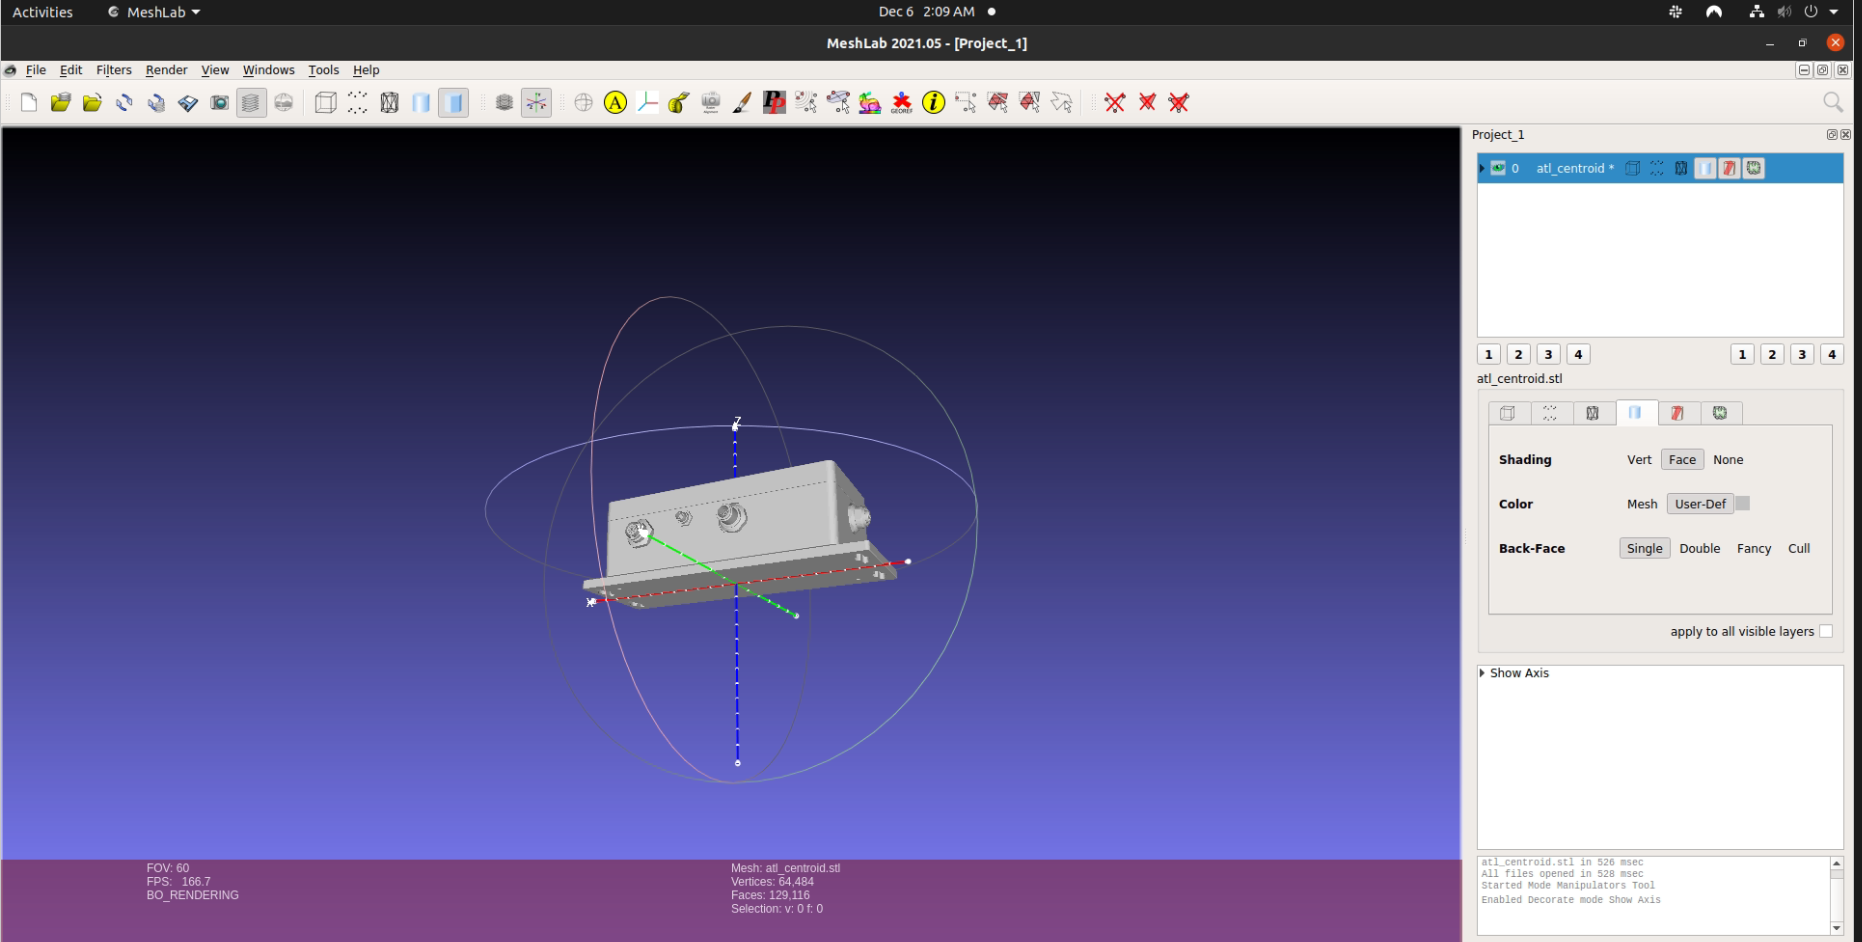 Activities MeshLab Dec 6 2:09 AM
MeshLab 2021.05 - [Project_1]
File Edit Filters Render View Windows Tools Help
A Pp GEOREF i
Project_1
0 atl_centroid *
1 2 3 4 1 2 3 4
atl_centroid.stl
Shading Vert Face None
Color Mesh User-Def
Back-Face Single Double Fancy Cull
apply to all visible layers
Show Axis
Z
X
FOV: 60
FPS: 166.7
BO_RENDERING
Mesh: atl_centroid.stl
Vertices: 64,484
Faces: 129,116
Selection: v: 0 f: 0
atl_centroid.stl in 526 msec
All files opened in 528 msec
Started Mode Manipulators Tool
Enabled Decorate mode Show Axis